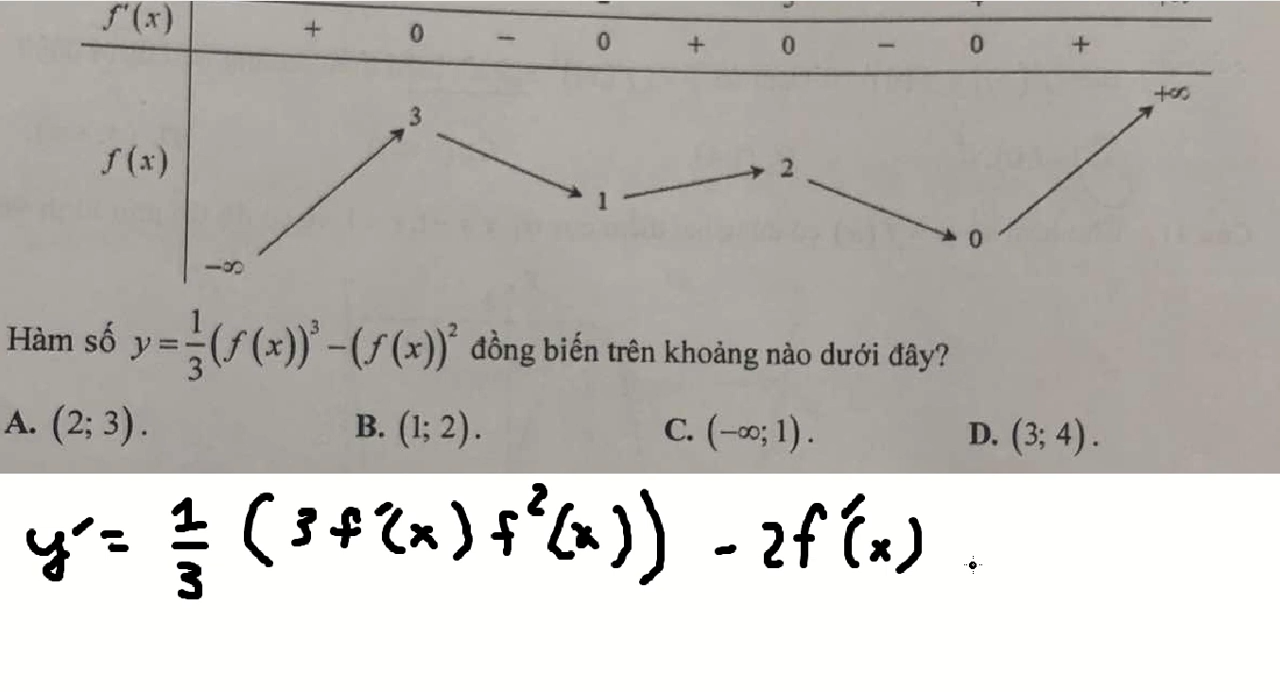 f'(x) + 0 − 0 + 0 − 0 +
f(x) −∞ 3 1 2 0 +∞
Hàm số y = 1/3 (f(x))³ − (f(x))² đồng biến trên khoảng nào dưới đây?
A. (2; 3). B. (1; 2). C. (−∞; 1). D. (3; 4).
y' = 1/3 (3f'(x) f²(x)) − 2f'(x)